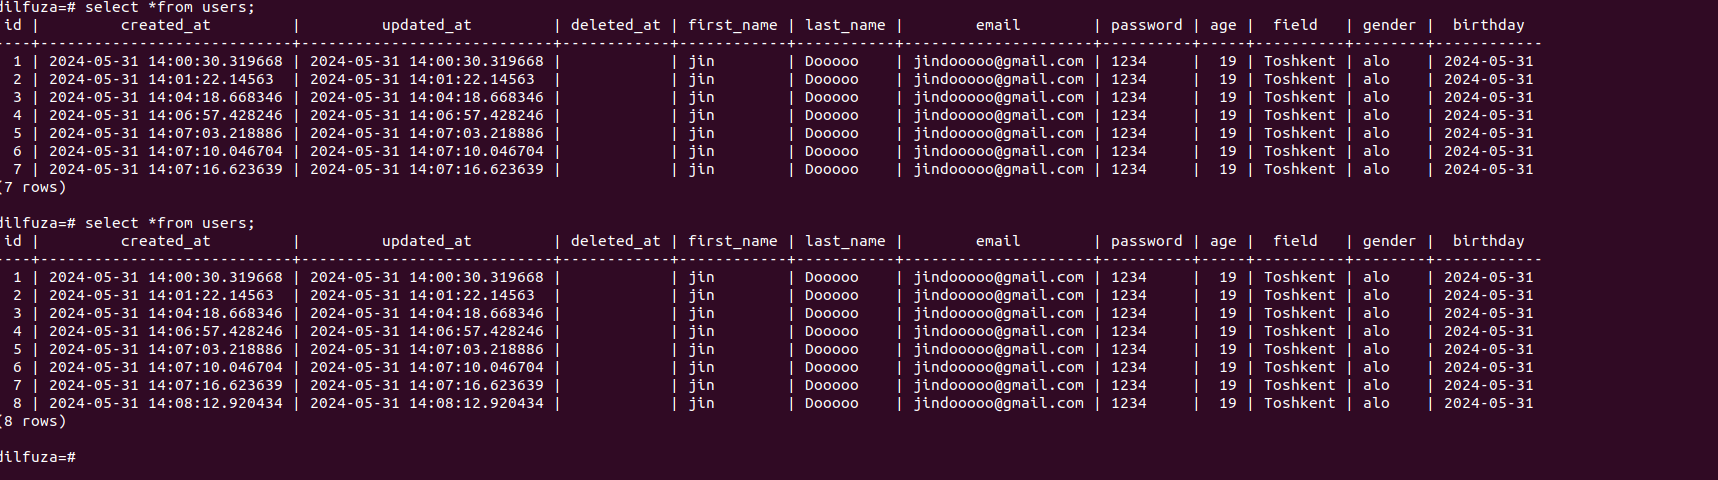 dilfuza=# select *from users;
 id |         created_at         |         updated_at         | deleted_at | first_name | last_name |        email        | password | age |  field   | gender |  birthday
----+----------------------------+----------------------------+------------+------------+-----------+---------------------+----------+-----+----------+--------+------------
  1 | 2024-05-31 14:00:30.319668 | 2024-05-31 14:00:30.319668 |            | jin        | Dooooo    | jindooooo@gmail.com | 1234     |  19 | Toshkent | alo    | 2024-05-31
  2 | 2024-05-31 14:01:22.14563  | 2024-05-31 14:01:22.14563  |            | jin        | Dooooo    | jindooooo@gmail.com | 1234     |  19 | Toshkent | alo    | 2024-05-31
  3 | 2024-05-31 14:04:18.668346 | 2024-05-31 14:04:18.668346 |            | jin        | Dooooo    | jindooooo@gmail.com | 1234     |  19 | Toshkent | alo    | 2024-05-31
  4 | 2024-05-31 14:06:57.428246 | 2024-05-31 14:06:57.428246 |            | jin        | Dooooo    | jindooooo@gmail.com | 1234     |  19 | Toshkent | alo    | 2024-05-31
  5 | 2024-05-31 14:07:03.218886 | 2024-05-31 14:07:03.218886 |            | jin        | Dooooo    | jindooooo@gmail.com | 1234     |  19 | Toshkent | alo    | 2024-05-31
  6 | 2024-05-31 14:07:10.046704 | 2024-05-31 14:07:10.046704 |            | jin        | Dooooo    | jindooooo@gmail.com | 1234     |  19 | Toshkent | alo    | 2024-05-31
  7 | 2024-05-31 14:07:16.623639 | 2024-05-31 14:07:16.623639 |            | jin        | Dooooo    | jindooooo@gmail.com | 1234     |  19 | Toshkent | alo    | 2024-05-31
(7 rows)

dilfuza=# select *from users;
 id |         created_at         |         updated_at         | deleted_at | first_name | last_name |        email        | password | age |  field   | gender |  birthday
----+----------------------------+----------------------------+------------+------------+-----------+---------------------+----------+-----+----------+--------+------------
  1 | 2024-05-31 14:00:30.319668 | 2024-05-31 14:00:30.319668 |            | jin        | Dooooo    | jindooooo@gmail.com | 1234     |  19 | Toshkent | alo    | 2024-05-31
  2 | 2024-05-31 14:01:22.14563  | 2024-05-31 14:01:22.14563  |            | jin        | Dooooo    | jindooooo@gmail.com | 1234     |  19 | Toshkent | alo    | 2024-05-31
  3 | 2024-05-31 14:04:18.668346 | 2024-05-31 14:04:18.668346 |            | jin        | Dooooo    | jindooooo@gmail.com | 1234     |  19 | Toshkent | alo    | 2024-05-31
  4 | 2024-05-31 14:06:57.428246 | 2024-05-31 14:06:57.428246 |            | jin        | Dooooo    | jindooooo@gmail.com | 1234     |  19 | Toshkent | alo    | 2024-05-31
  5 | 2024-05-31 14:07:03.218886 | 2024-05-31 14:07:03.218886 |            | jin        | Dooooo    | jindooooo@gmail.com | 1234     |  19 | Toshkent | alo    | 2024-05-31
  6 | 2024-05-31 14:07:10.046704 | 2024-05-31 14:07:10.046704 |            | jin        | Dooooo    | jindooooo@gmail.com | 1234     |  19 | Toshkent | alo    | 2024-05-31
  7 | 2024-05-31 14:07:16.623639 | 2024-05-31 14:07:16.623639 |            | jin        | Dooooo    | jindooooo@gmail.com | 1234     |  19 | Toshkent | alo    | 2024-05-31
  8 | 2024-05-31 14:08:12.920434 | 2024-05-31 14:08:12.920434 |            | jin        | Dooooo    | jindooooo@gmail.com | 1234     |  19 | Toshkent | alo    | 2024-05-31
(8 rows)

dilfuza=#